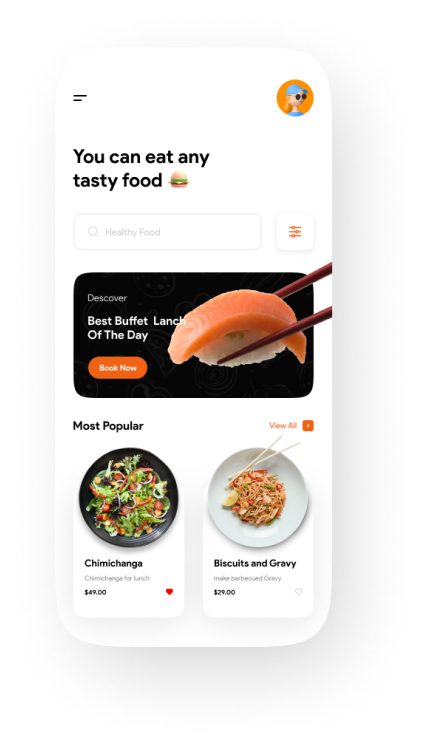 You can eat any
tasty food 🍔
Healthy Food
Descover
Best Buffet Lanch
Of The Day
Book Now
Most Popular
View All
Chimichanga
Chimichanga for lunch
$49.00
Biscuits and Gravy
make barbecued Gravy
$29.00